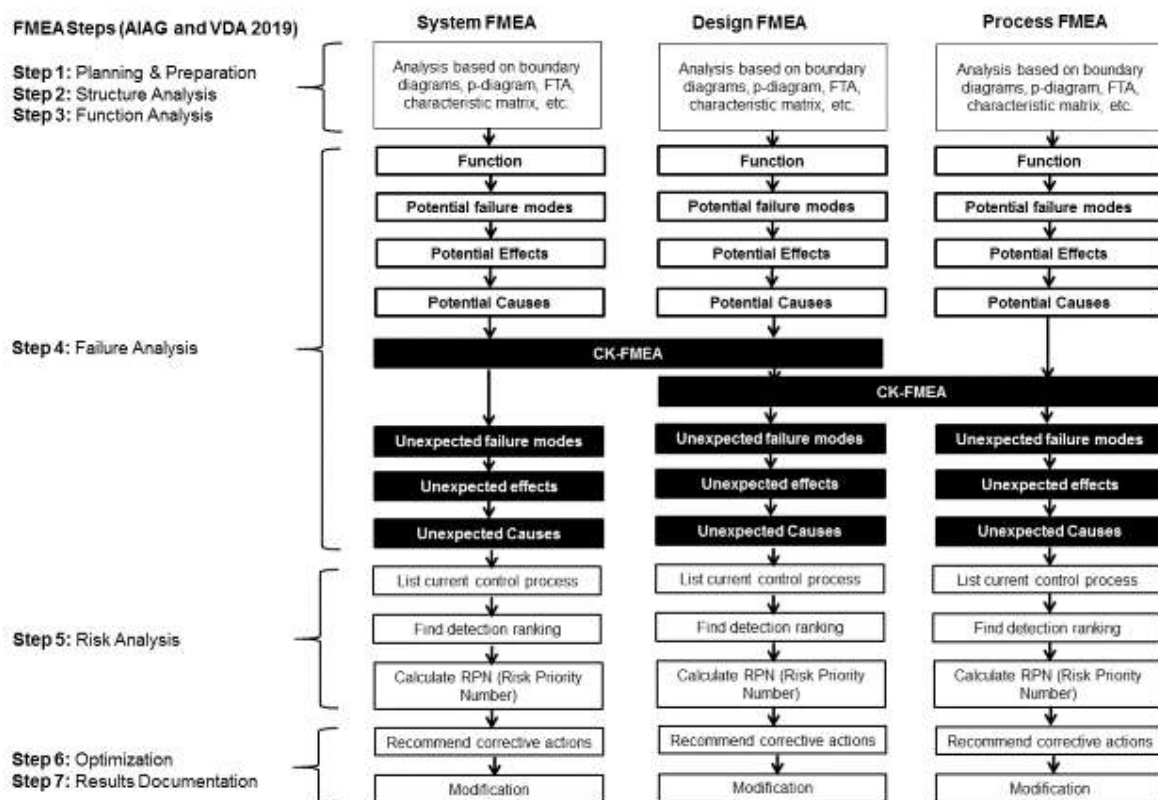 FMEA Steps (AIAG and VDA 2019)
System FMEA
Design FMEA
Process FMEA
Step 1: Planning & Preparation
Step 2: Structure Analysis
Step 3: Function Analysis
Analysis based on boundary
diagrams, p-diagram, FTA,
characteristic matrix, etc.
Analysis based on boundary
diagrams, p-diagram, FTA,
characteristic matrix, etc.
Analysis based on boundary
diagrams, p-diagram, FTA,
characteristic matrix, etc.
Function
Function
Function
Potential failure modes
Potential failure modes
Potential failure modes
Potential Effects
Potential Effects
Potential Effects
Potential Causes
Potential Causes
Potential Causes
Step 4: Failure Analysis
CK-FMEA
CK-FMEA
Unexpected failure modes
Unexpected failure modes
Unexpected failure modes
Unexpected effects
Unexpected effects
Unexpected effects
Unexpected Causes
Unexpected Causes
Unexpected Causes
Step 5: Risk Analysis
List current control process
List current control process
List current control process
Find detection ranking
Find detection ranking
Find detection ranking
Calculate RPN (Risk Priority
Number)
Calculate RPN (Risk Priority
Number)
Calculate RPN (Risk Priority
Number)
Step 6: Optimization
Step 7: Results Documentation
Recommend corrective actions
Recommend corrective actions
Recommend corrective actions
Modification
Modification
Modification